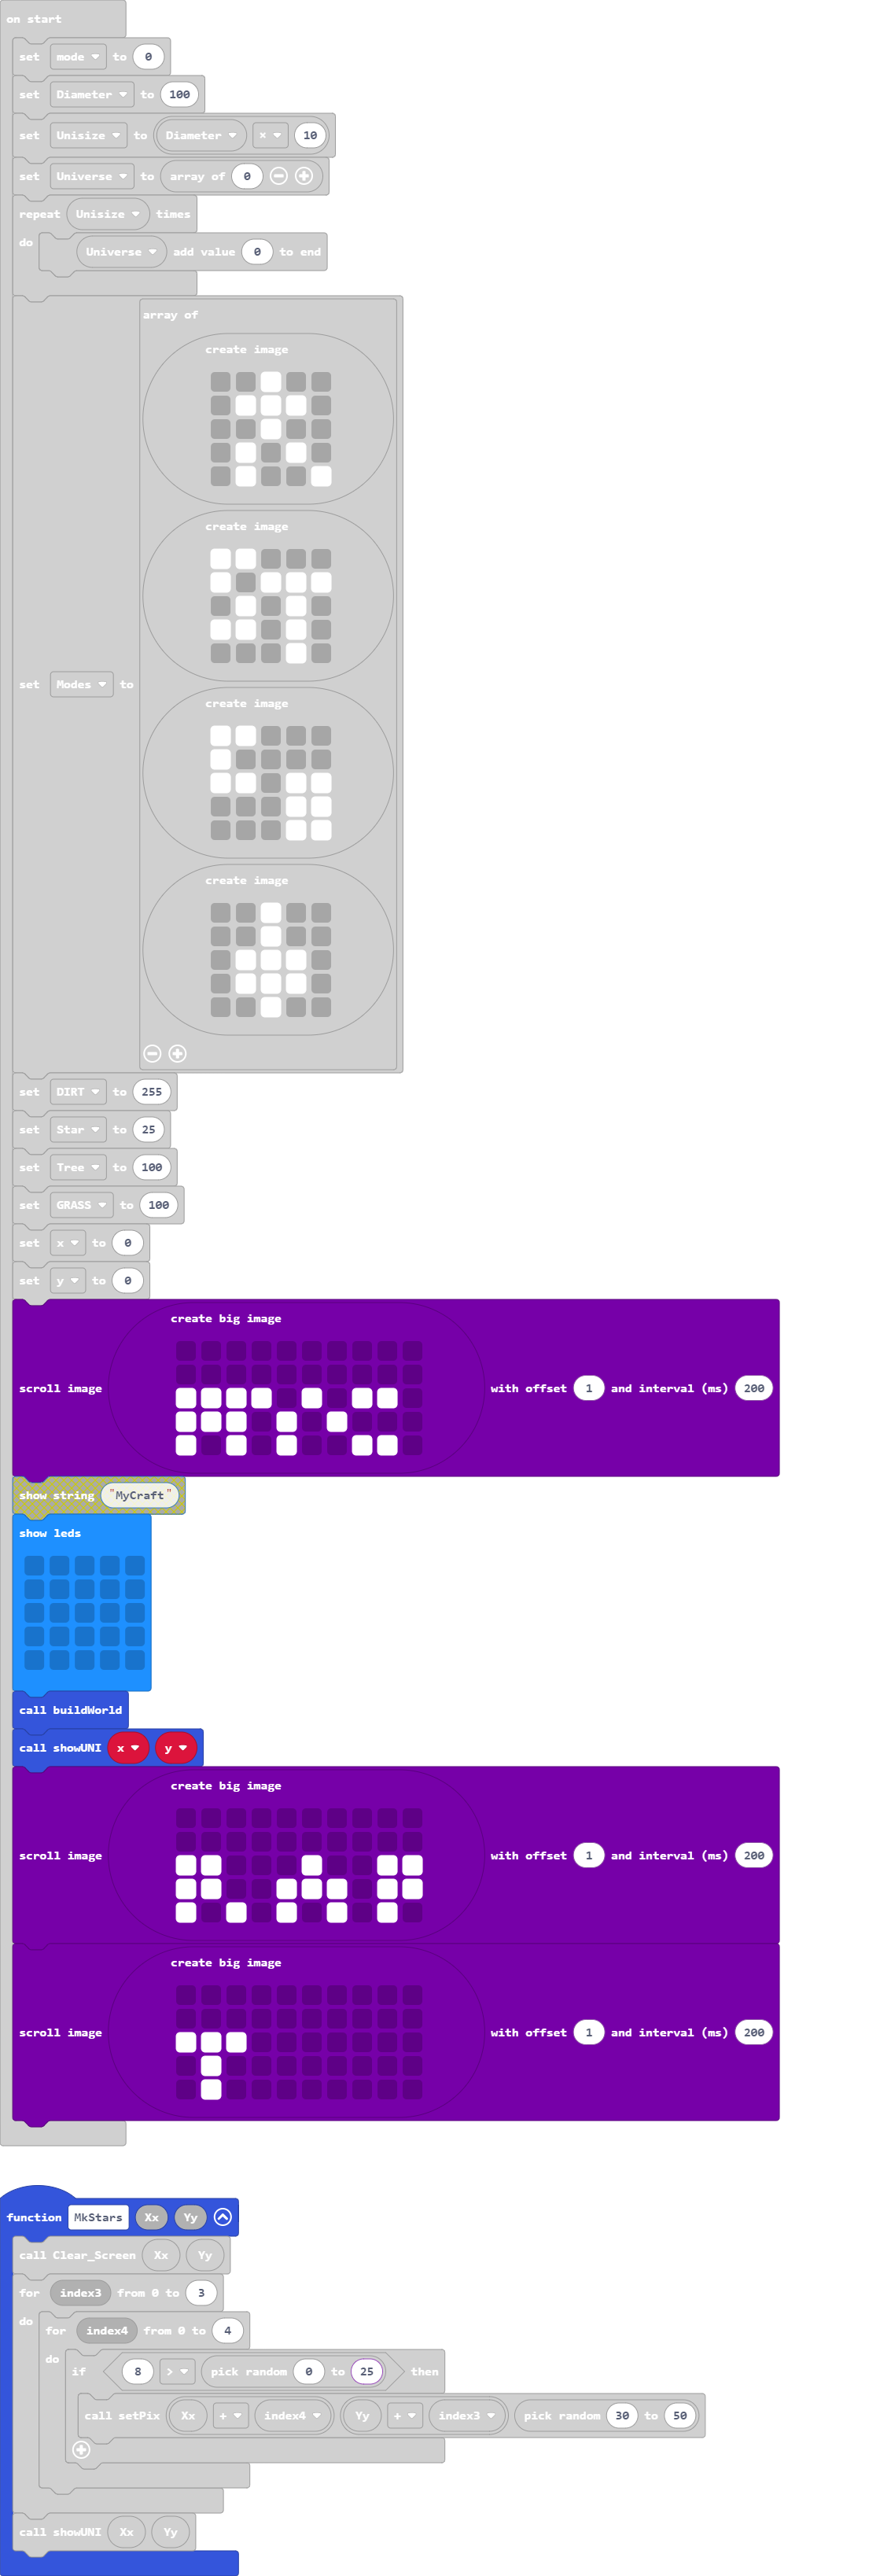 on start
set mode to 0
set Diameter to 100
set Unisize to Diameter × 10
set Universe to array of 0
repeat Unisize times
do
Universe add value 0 to end
array of
create image
create image
create image
set Modes to
create image
set DIRT to 255
set Star to 25
set Tree to 100
set GRASS to 100
set x to 0
set y to 0
create big image
scroll image with offset 1 and interval (ms) 200
show string "MyCraft"
show leds
call buildWorld
call showUNI x y
create big image
scroll image with offset 1 and interval (ms) 200
create big image
scroll image with offset 1 and interval (ms) 200
function MkStars Xx Yy
call Clear_Screen Xx Yy
for index3 from 0 to 3
do
for index4 from 0 to 4
do
if 8 > pick random 0 to 25 then
call setPix Xx + index4 Yy + index3 pick random 30 to 50
call showUNI Xx Yy